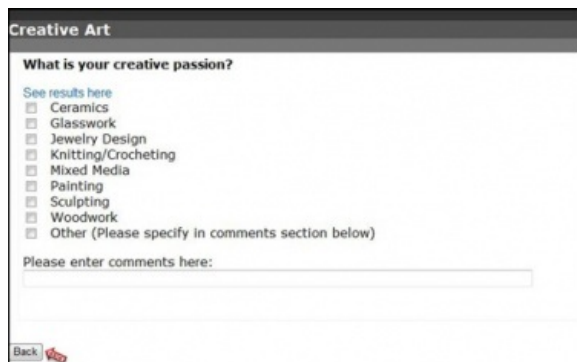 Creative Art
What is your creative passion?
See results here
Ceramics
Glasswork
Jewelry Design
Knitting/Crocheting
Mixed Media
Painting
Sculpting
Woodwork
Other (Please specify in comments section below)
Please enter comments here:
Back